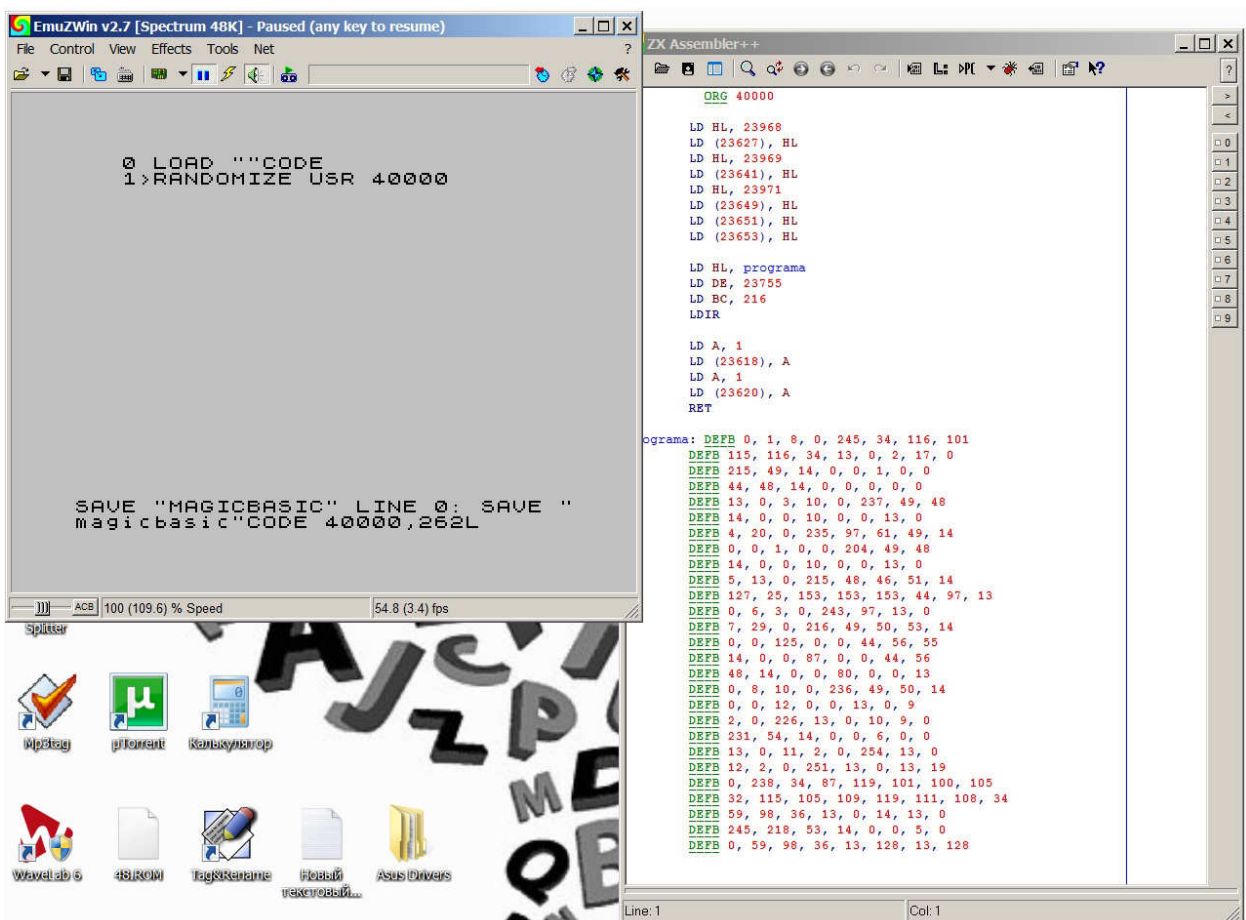 EmuZWin v2.7 [Spectrum 48K] - Paused (any key to resume)
File Control View Effects Tools Net ?
0 LOAD ""CODE
1>RANDOMIZE USR 40000
SAVE "MAGICBASIC" LINE 0: SAVE "
magicbasic"CODE 40000,262L
ACB 100 (109.6) % Speed 54.8 (3.4) fps
Splitter
Mp3tag µTorrent Калькулятор
WaveLab 6 48.ROM Tag&Rename Новый Asus Drivers
текстовый...
ZX Assembler++
ORG 40000
LD HL, 23968
LD (23627), HL
LD HL, 23969
LD (23641), HL
LD HL, 23971
LD (23649), HL
LD (23651), HL
LD (23653), HL
LD HL, programa
LD DE, 23755
LD BC, 216
LDIR
LD A, 1
LD (23618), A
LD A, 1
LD (23620), A
RET
ograma: DEFB 0, 1, 8, 0, 245, 34, 116, 101
DEFB 115, 116, 34, 13, 0, 2, 17, 0
DEFB 215, 49, 14, 0, 0, 1, 0, 0
DEFB 44, 48, 14, 0, 0, 0, 0, 0
DEFB 13, 0, 3, 10, 0, 237, 49, 48
DEFB 14, 0, 0, 10, 0, 0, 13, 0
DEFB 4, 20, 0, 235, 97, 61, 49, 14
DEFB 0, 0, 1, 0, 0, 204, 49, 48
DEFB 14, 0, 0, 10, 0, 0, 13, 0
DEFB 5, 13, 0, 215, 48, 46, 51, 14
DEFB 127, 25, 153, 153, 153, 44, 97, 13
DEFB 0, 6, 3, 0, 243, 97, 13, 0
DEFB 7, 29, 0, 216, 49, 50, 53, 14
DEFB 0, 0, 125, 0, 0, 44, 56, 55
DEFB 14, 0, 0, 87, 0, 0, 44, 56
DEFB 48, 14, 0, 0, 80, 0, 0, 13
DEFB 0, 8, 10, 0, 236, 49, 50, 14
DEFB 0, 0, 12, 0, 0, 13, 0, 9
DEFB 2, 0, 226, 13, 0, 10, 9, 0
DEFB 231, 54, 14, 0, 0, 6, 0, 0
DEFB 13, 0, 11, 2, 0, 254, 13, 0
DEFB 12, 2, 0, 251, 13, 0, 13, 19
DEFB 0, 238, 34, 87, 119, 101, 100, 105
DEFB 32, 115, 105, 109, 119, 111, 108, 34
DEFB 59, 98, 36, 13, 0, 14, 13, 0
DEFB 245, 218, 53, 14, 0, 0, 5, 0
DEFB 0, 59, 98, 36, 13, 128, 13, 128
> 
<
0
1
2
3
4
5
6
7
8
9
Line: 1 Col: 1